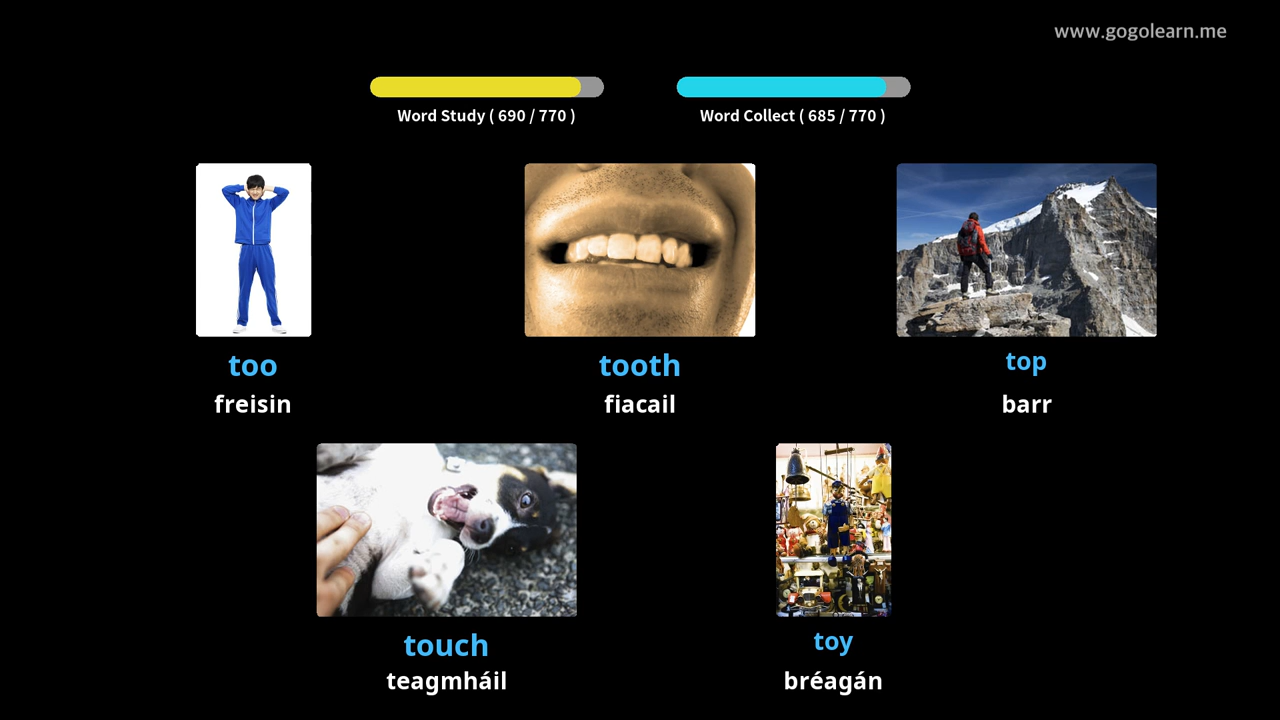 www.gogolearn.me
Word Study ( 690 / 770 )
Word Collect ( 685 / 770 )
too
freisin
tooth
fiacail
top
barr
touch
teagmháil
toy
bréagán